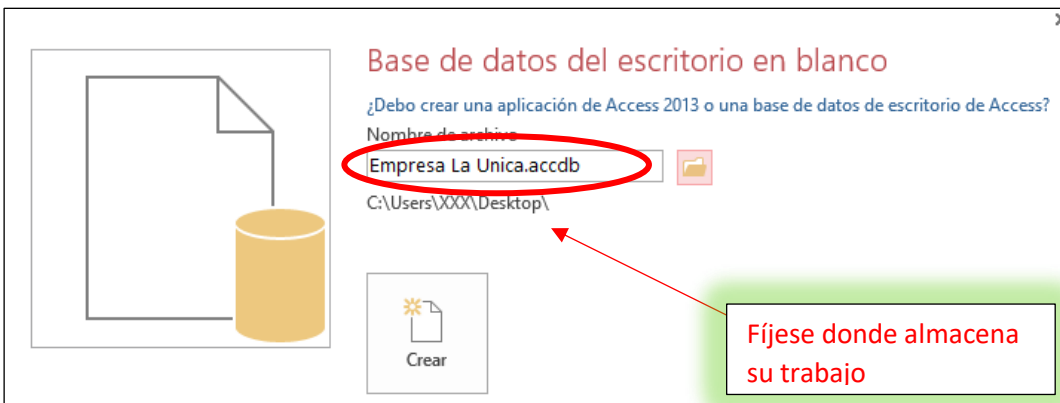 Base de datos del escritorio en blanco
¿Debo crear una aplicación de Access 2013 o una base de datos de escritorio de Access?
Nombre de archivo
Empresa La Unica.accdb
C:\Users\XXX\Desktop\
Crear
Fíjese donde almacena
su trabajo